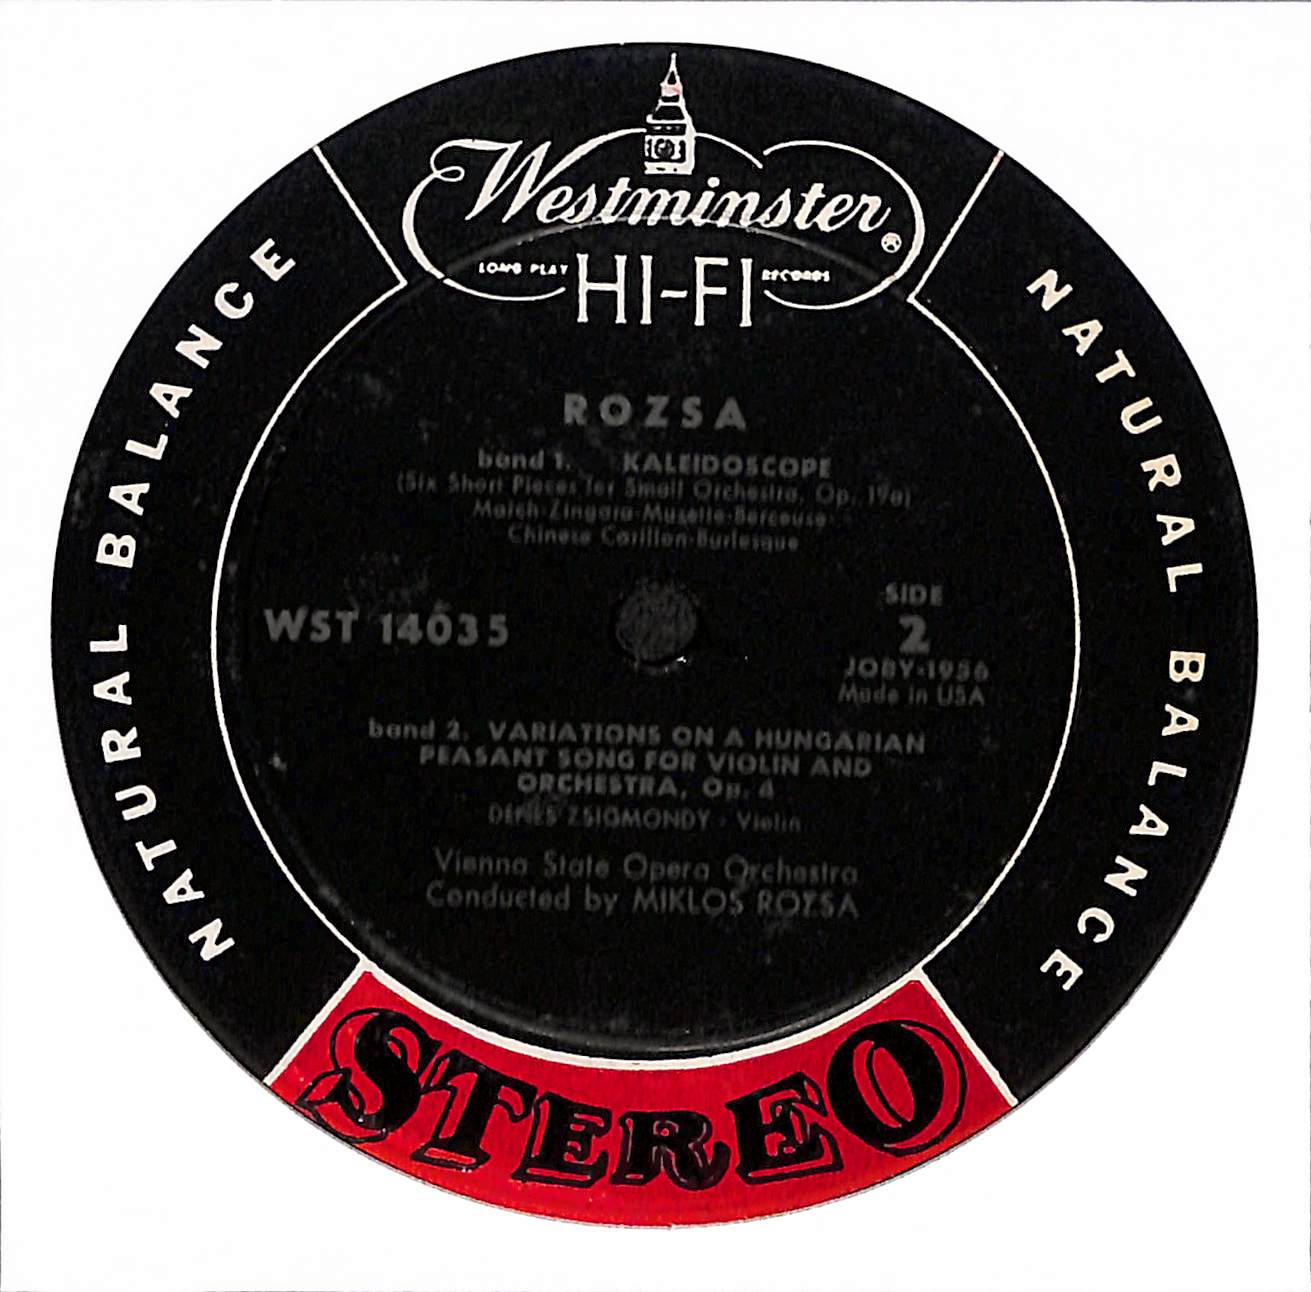 Westminster®
LONG PLAY HI-FI RECORDS
NATURAL BALANCE
NATURAL BALANCE
ROZSA
band 1. KALEIDOSCOPE
(Six Short Pieces for Small Orchestra, Op. 19a)
March-Zingara-Musette-Berceuse-
Chinese Carillon-Burlesque
WST 14035
SIDE
2
JOBY-1956
Made in USA
band 2. VARIATIONS ON A HUNGARIAN
PEASANT SONG FOR VIOLIN AND
ORCHESTRA, Op. 4
DENES ZSIGMONDY - Violin
Vienna State Opera Orchestra
Conducted by MIKLOS ROZSA
STEREO